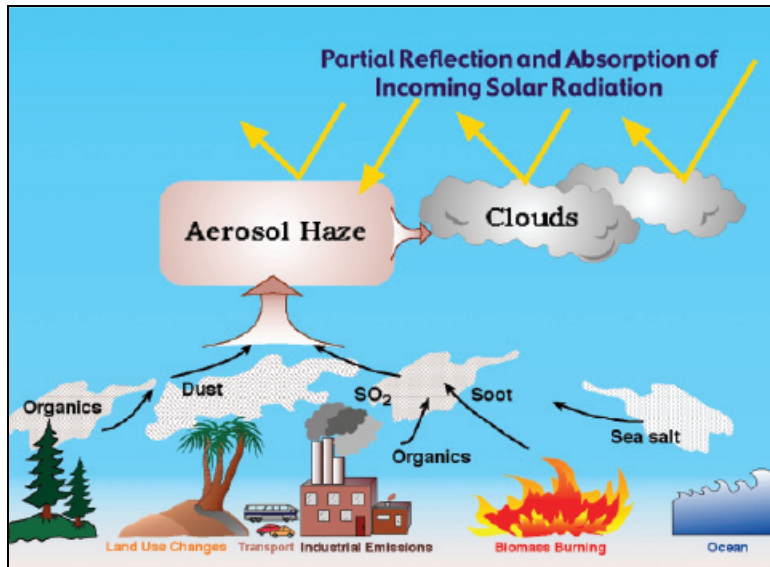 Partial Reflection and Absorption of
Incoming Solar Radiation
Aerosol Haze
Clouds
Organics
Dust
SO2
Soot
Organics
Sea salt
Land Use Changes
Transport
Industrial Emissions
Biomass Burning
Ocean